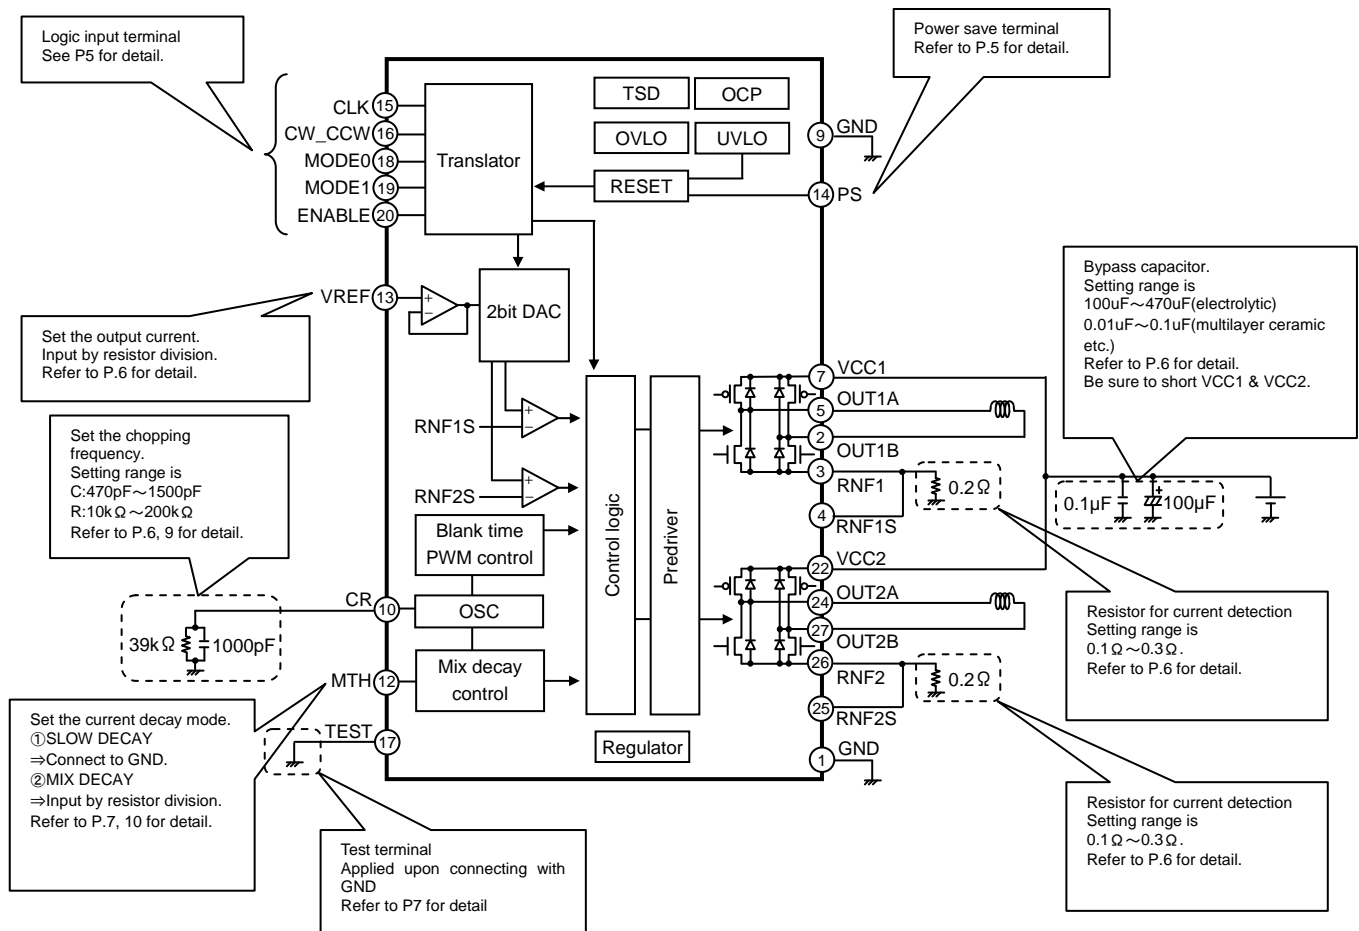 Logic input terminal
See P5 for detail.
Power save terminal
Refer to P.5 for detail.
CLK 15
CW_CCW 16
MODE0 18
MODE1 19
ENABLE 20
Translator
TSD
OCP
OVLO
UVLO
RESET
9 GND
14 PS
VREF 13
+
−
2bit DAC
Set the output current.
Input by resistor division.
Refer to P.6 for detail.
Bypass capacitor.
Setting range is
100uF～470uF(electrolytic)
0.01uF～0.1uF(multilayer ceramic
etc.)
Refer to P.6 for detail.
Be sure to short VCC1 & VCC2.
Set the chopping
frequency.
Setting range is
C:470pF～1500pF
R:10kΩ～200kΩ
Refer to P.6, 9 for detail.
RNF1S
+
−
RNF2S
+
−
Blank time
PWM control
OSC
Mix decay
control
Control logic
Predriver
Regulator
7 VCC1
5 OUT1A
2 OUT1B
3 RNF1
4 RNF1S
0.2Ω
22 VCC2
24 OUT2A
27 OUT2B
26 RNF2
25 RNF2S
0.2Ω
1 GND
0.1µF
+
100µF
CR 10
39kΩ
1000pF
MTH 12
TEST 17
Set the current decay mode.
①SLOW DECAY
⇒Connect to GND.
②MIX DECAY
⇒Input by resistor division.
Refer to P.7, 10 for detail.
Test terminal
Applied upon connecting with
GND
Refer to P7 for detail
Resistor for current detection
Setting range is
0.1Ω～0.3Ω.
Refer to P.6 for detail.
Resistor for current detection
Setting range is
0.1Ω～0.3Ω.
Refer to P.6 for detail.